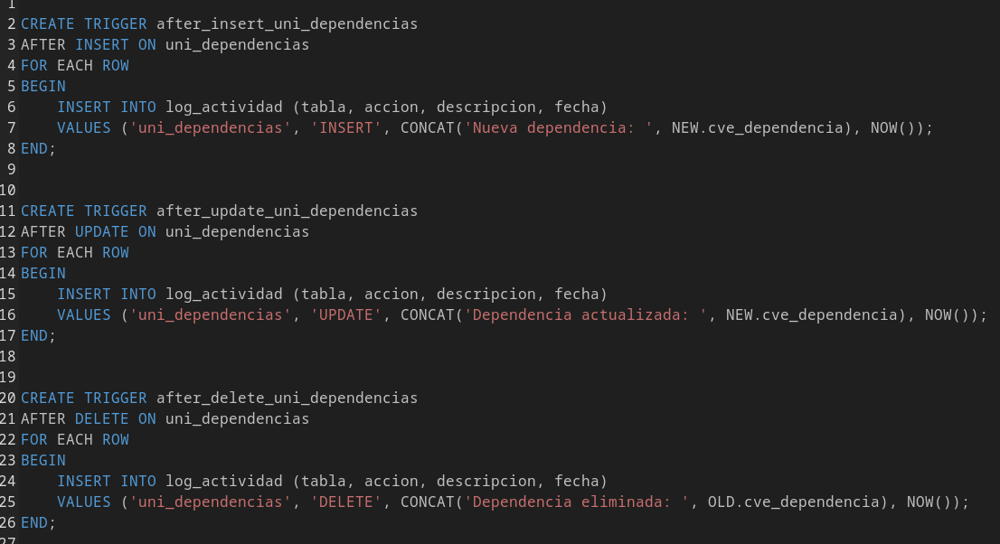 1
2 CREATE TRIGGER after_insert_uni_dependencias
3 AFTER INSERT ON uni_dependencias
4 FOR EACH ROW
5 BEGIN
6     INSERT INTO log_actividad (tabla, accion, descripcion, fecha)
7     VALUES ('uni_dependencias', 'INSERT', CONCAT('Nueva dependencia: ', NEW.cve_dependencia), NOW());
8 END;
9
10
11 CREATE TRIGGER after_update_uni_dependencias
12 AFTER UPDATE ON uni_dependencias
13 FOR EACH ROW
14 BEGIN
15     INSERT INTO log_actividad (tabla, accion, descripcion, fecha)
16     VALUES ('uni_dependencias', 'UPDATE', CONCAT('Dependencia actualizada: ', NEW.cve_dependencia), NOW());
17 END;
18
19
20 CREATE TRIGGER after_delete_uni_dependencias
21 AFTER DELETE ON uni_dependencias
22 FOR EACH ROW
23 BEGIN
24     INSERT INTO log_actividad (tabla, accion, descripcion, fecha)
25     VALUES ('uni_dependencias', 'DELETE', CONCAT('Dependencia eliminada: ', OLD.cve_dependencia), NOW());
26 END;
27